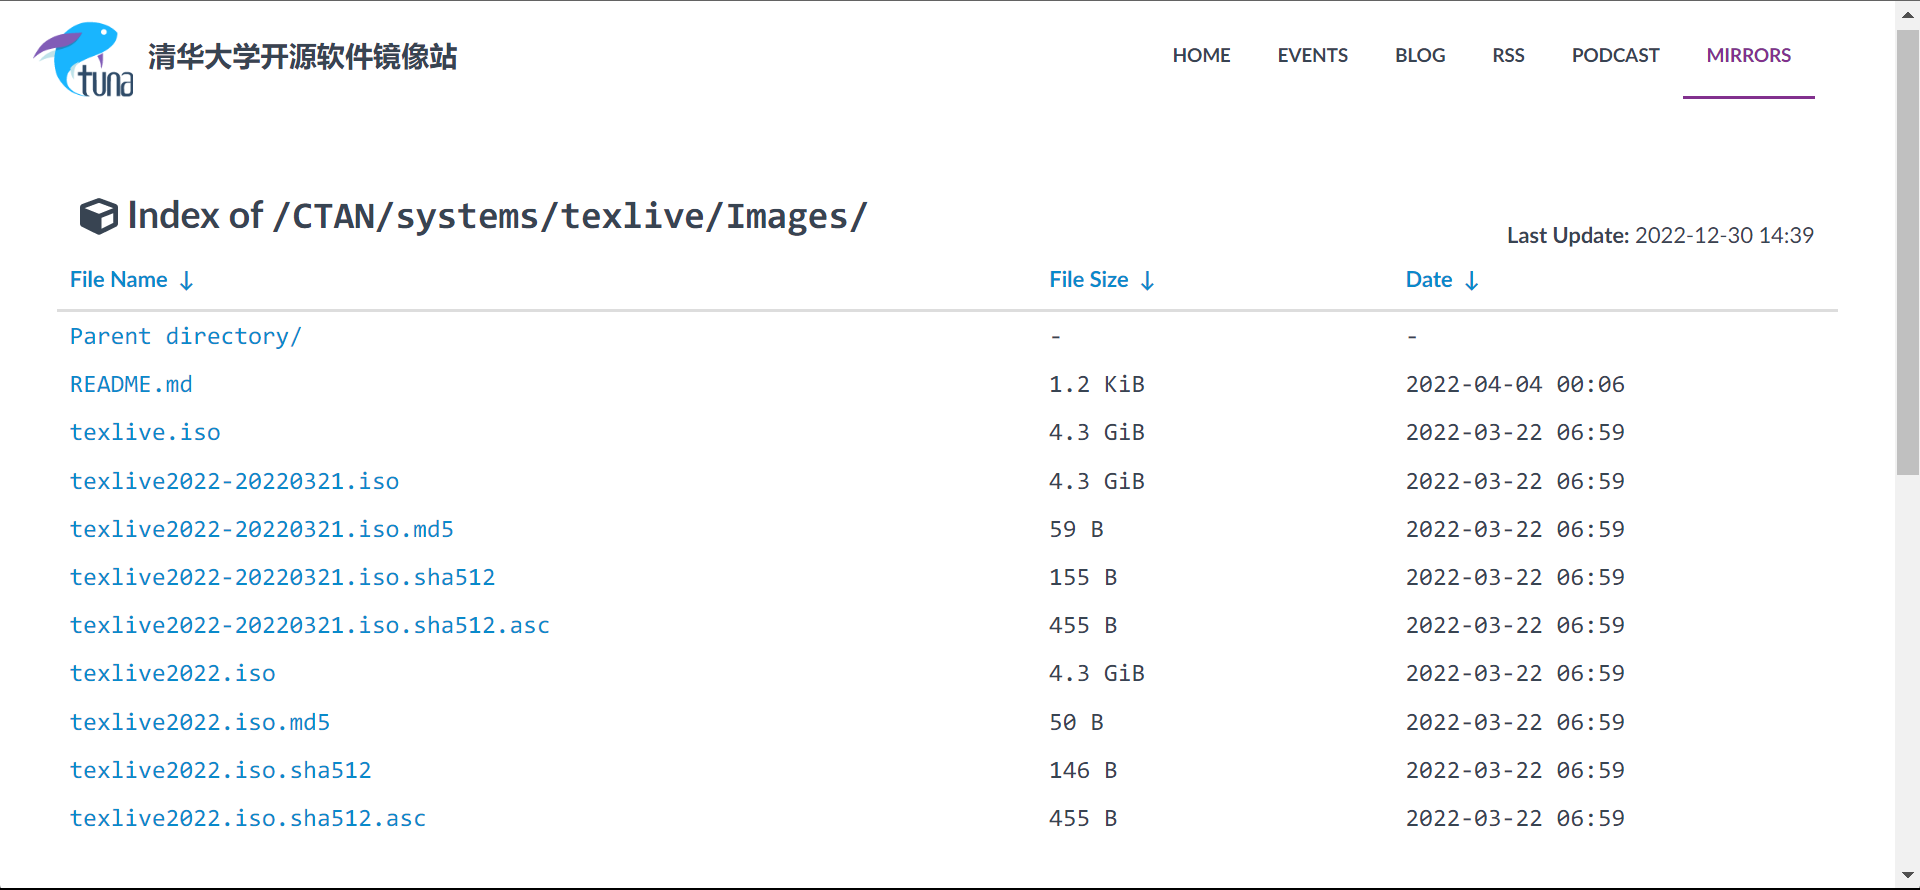 tuna
清华大学开源软件镜像站
HOME EVENTS BLOG RSS PODCAST MIRRORS
Index of /CTAN/systems/texlive/Images/
Last Update: 2022-12-30 14:39
File Name ↓ File Size ↓ Date ↓
Parent directory/ - -
README.md 1.2 KiB 2022-04-04 00:06
texlive.iso 4.3 GiB 2022-03-22 06:59
texlive2022-20220321.iso 4.3 GiB 2022-03-22 06:59
texlive2022-20220321.iso.md5 59 B 2022-03-22 06:59
texlive2022-20220321.iso.sha512 155 B 2022-03-22 06:59
texlive2022-20220321.iso.sha512.asc 455 B 2022-03-22 06:59
texlive2022.iso 4.3 GiB 2022-03-22 06:59
texlive2022.iso.md5 50 B 2022-03-22 06:59
texlive2022.iso.sha512 146 B 2022-03-22 06:59
texlive2022.iso.sha512.asc 455 B 2022-03-22 06:59